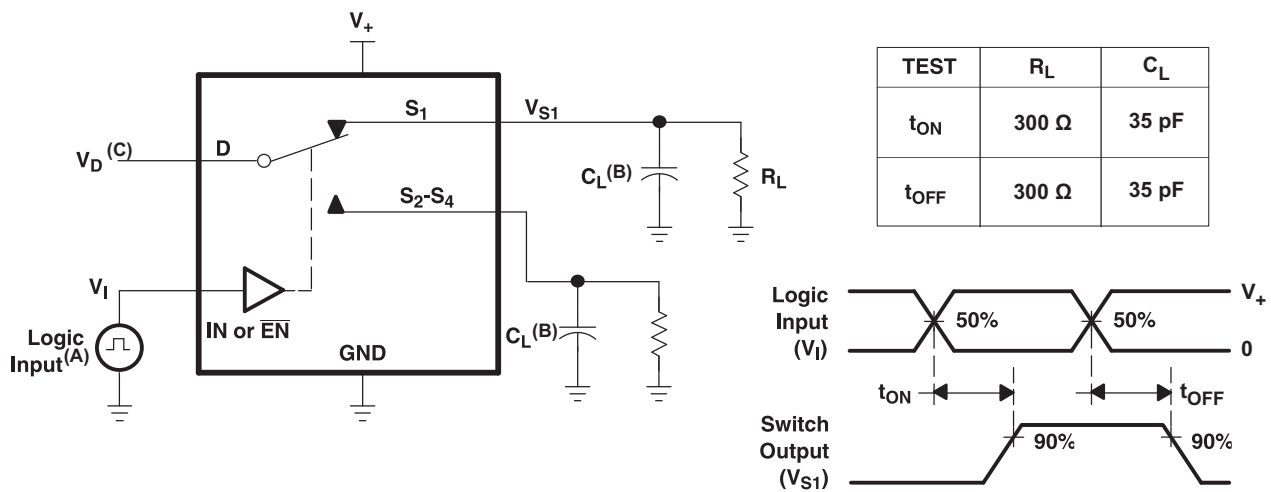 V+
S1
VS1
VD (C)
D
CL(B)
RL
S2-S4
VI
IN or EN
CL(B)
Logic
Input(A)
GND
TEST RL CL
tON 300 Ω 35 pF
tOFF 300 Ω 35 pF
Logic
Input
(VI)
50%
50%
V+
0
tON
tOFF
Switch
Output
(VS1)
90%
90%